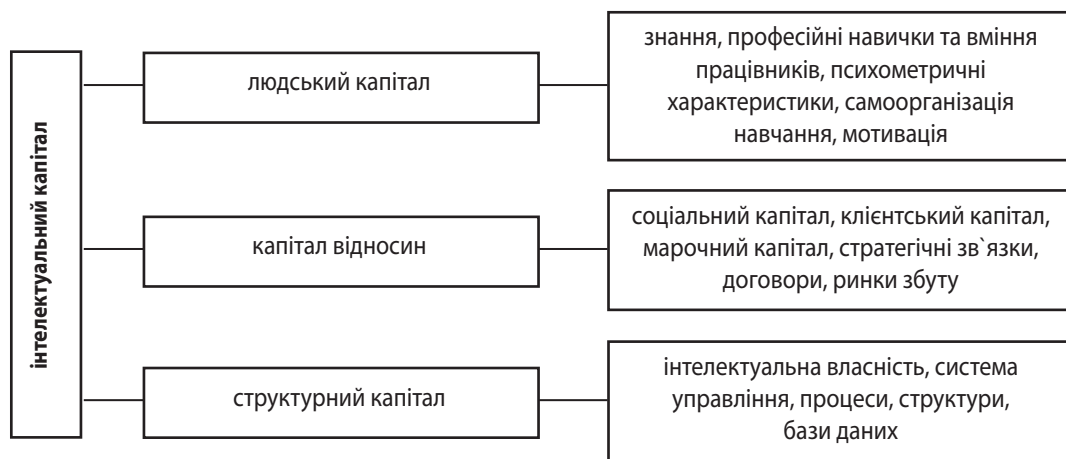 інтелектуальний капітал
людський капітал
знання, професійні навички та вміння
працівників, психометричні
характеристики, самоорганізація
навчання, мотивація
капітал відносин
соціальний капітал, клієнтський капітал,
марочний капітал, стратегічні зв`язки,
договори, ринки збуту
структурний капітал
інтелектуальна власність, система
управління, процеси, структури,
бази даних